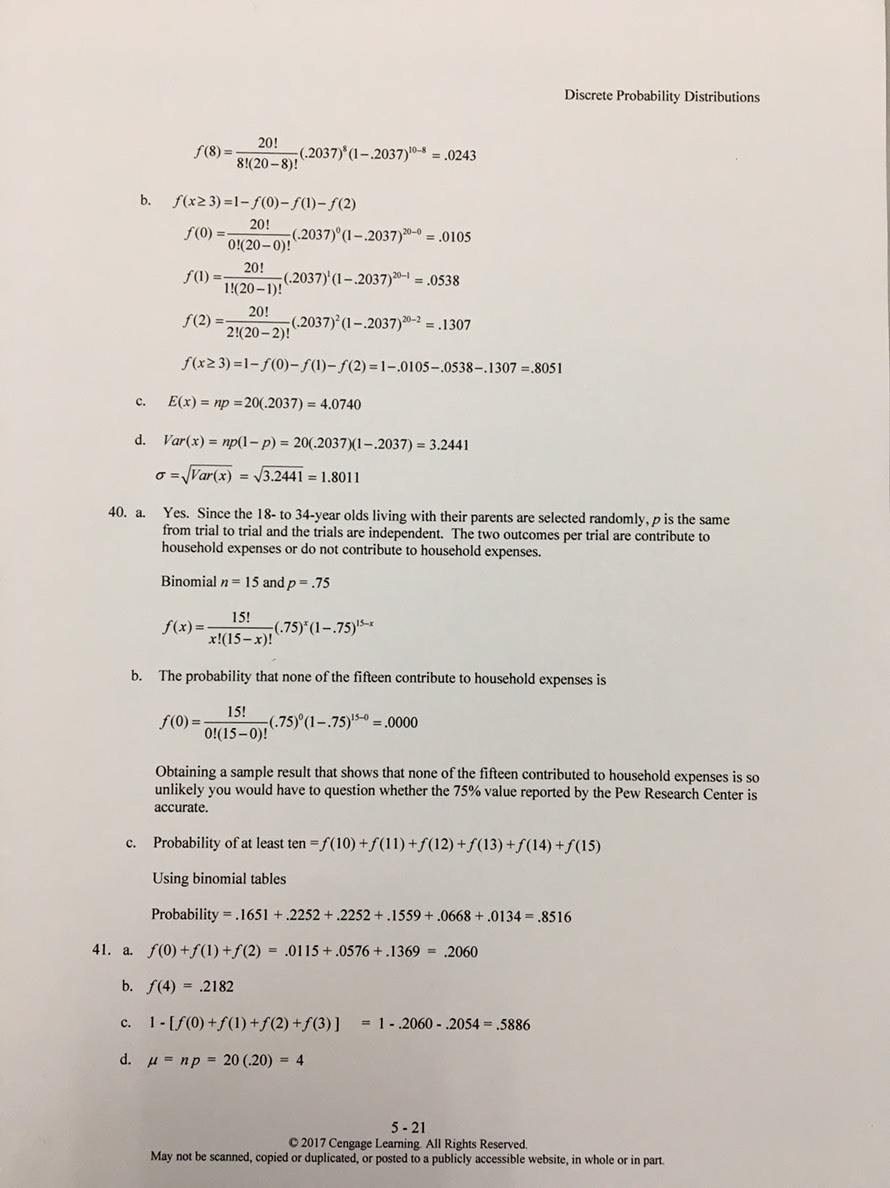 Discrete Probability Distributions
f(8) = 20! / 8!(20−8)! (.2037)⁸(1−.2037)¹⁰⁻⁸ = .0243
b. f(x ≥ 3) = 1− f(0)− f(1)− f(2)
f(0) = 20! / 0!(20−0)! (.2037)⁰(1−.2037)²⁰⁻⁰ = .0105
f(1) = 20! / 1!(20−1)! (.2037)¹(1−.2037)²⁰⁻¹ = .0538
f(2) = 20! / 2!(20−2)! (.2037)²(1−.2037)²⁰⁻² = .1307
f(x ≥ 3) = 1− f(0)− f(1)− f(2) = 1−.0105−.0538−.1307 = .8051
c. E(x) = np = 20(.2037) = 4.0740
d. Var(x) = np(1− p) = 20(.2037)(1−.2037) = 3.2441
σ = √Var(x) = √3.2441 = 1.8011
40. a. Yes. Since the 18- to 34-year olds living with their parents are selected randomly, p is the same
from trial to trial and the trials are independent. The two outcomes per trial are contribute to
household expenses or do not contribute to household expenses.
Binomial n = 15 and p = .75
f(x) = 15! / x!(15−x)! (.75)ˣ(1−.75)¹⁵⁻ˣ
b. The probability that none of the fifteen contribute to household expenses is
f(0) = 15! / 0!(15−0)! (.75)⁰(1−.75)¹⁵⁻⁰ = .0000
Obtaining a sample result that shows that none of the fifteen contributed to household expenses is so
unlikely you would have to question whether the 75% value reported by the Pew Research Center is
accurate.
c. Probability of at least ten = f(10) + f(11) + f(12) + f(13) + f(14) + f(15)
Using binomial tables
Probability = .1651 + .2252 + .2252 + .1559 + .0668 + .0134 = .8516
41. a. f(0) + f(1) + f(2) = .0115 + .0576 + .1369 = .2060
b. f(4) = .2182
c. 1 - [ f(0) + f(1) + f(2) + f(3) ] = 1 - .2060 - .2054 = .5886
d. μ = n p = 20 (.20) = 4
5 - 21
© 2017 Cengage Learning. All Rights Reserved.
May not be scanned, copied or duplicated, or posted to a publicly accessible website, in whole or in part.